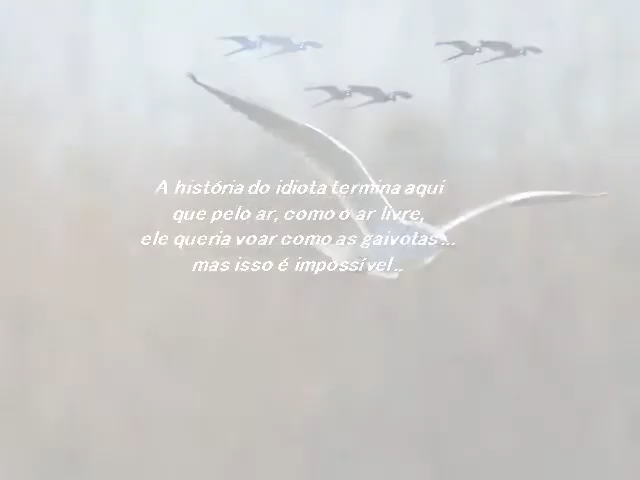 A história do idiota termina aqui
que pelo ar, como o ar livre,
ele queria voar como as gaivotas...
mas isso é impossível..